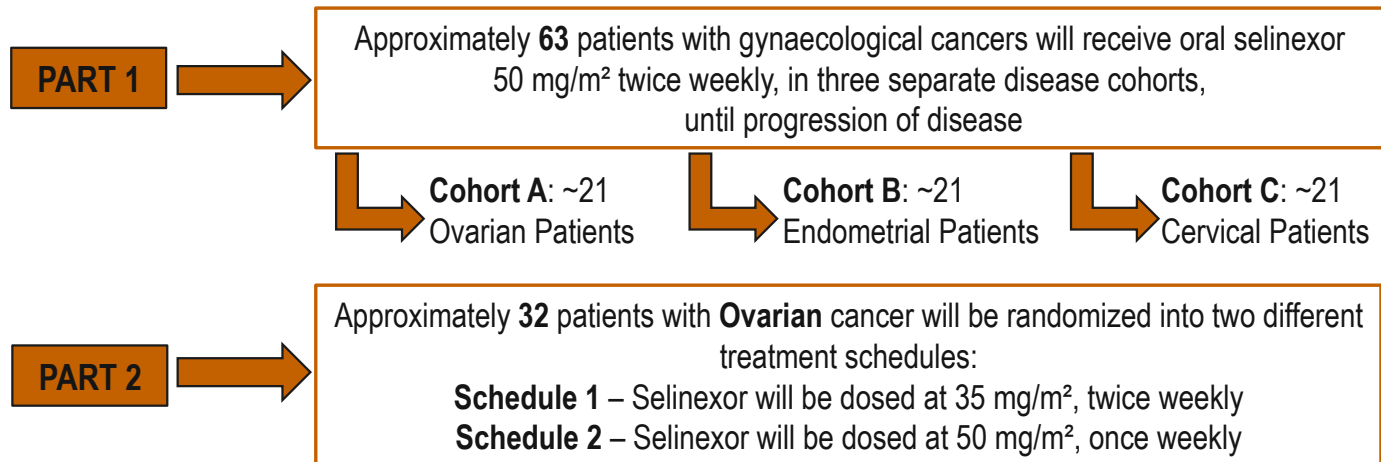 PART 1
Approximately 63 patients with gynaecological cancers will receive oral selinexor
50 mg/m² twice weekly, in three separate disease cohorts,
until progression of disease
Cohort A: ~21
Ovarian Patients
Cohort B: ~21
Endometrial Patients
Cohort C: ~21
Cervical Patients
PART 2
Approximately 32 patients with Ovarian cancer will be randomized into two different
treatment schedules:
Schedule 1 – Selinexor will be dosed at 35 mg/m², twice weekly
Schedule 2 – Selinexor will be dosed at 50 mg/m², once weekly